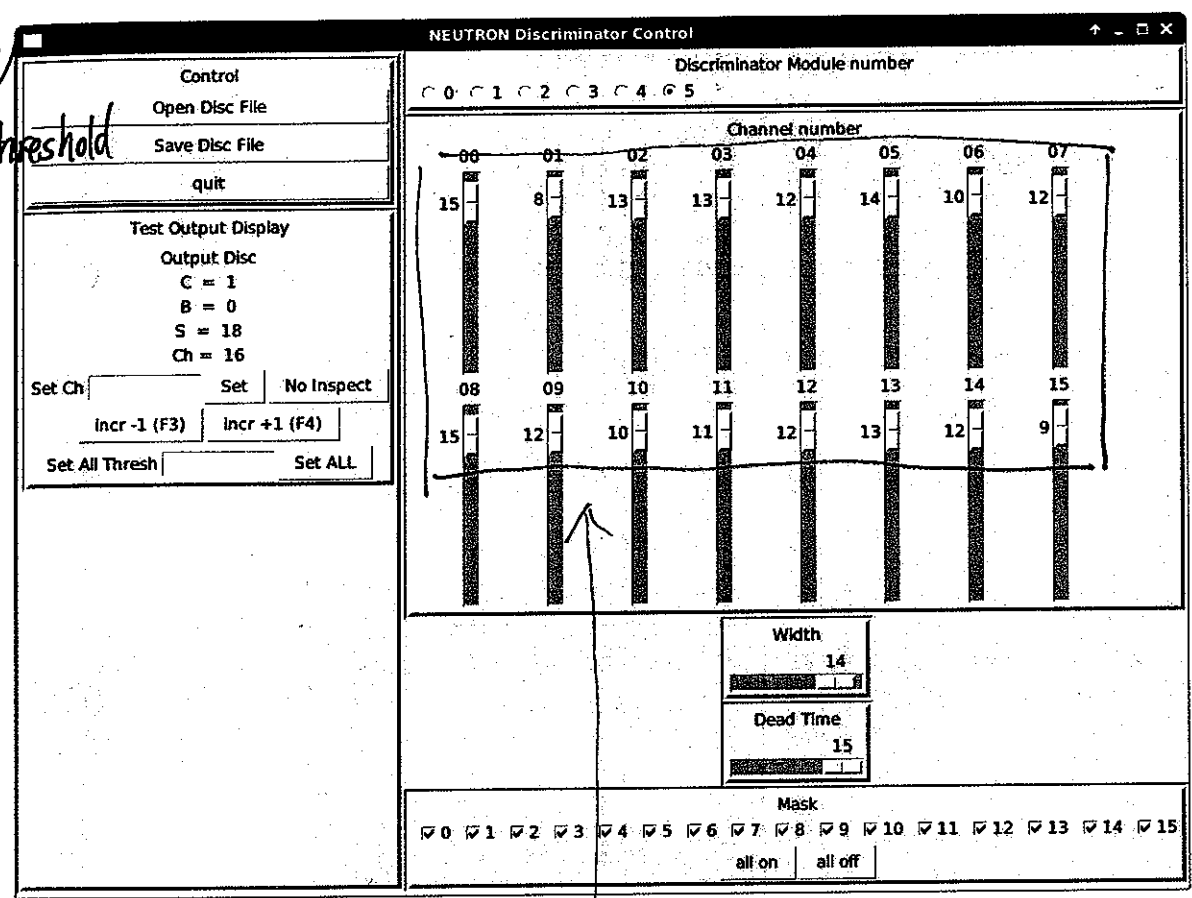 NEUTRON Discriminator Control
Control
Open Disc File
Save Disc File
quit
Test Output Display
Output Disc
C = 1
B = 0
S = 18
Ch = 16
Set Ch Set No Inspect
incr -1 (F3) incr +1 (F4)
Set All Thresh Set ALL
Discriminator Module number
0 1 2 3 4 5
Channel number
00 01 02 03 04 05 06 07
15 8 13 13 12 14 10 12
08 09 10 11 12 13 14 15
15 12 10 11 12 13 12 9
Width
14
Dead Time
15
Mask
0 1 2 3 4 5 6 7 8 9 10 11 12 13 14 15
all on all off